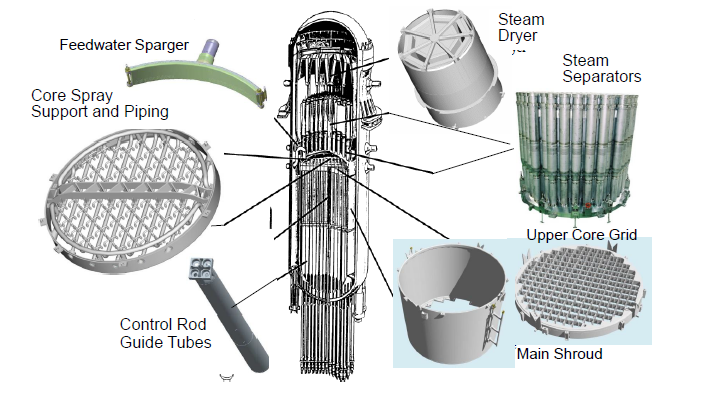 Steam
Dryer
Feedwater Sparger
Steam
Separators
Core Spray
Support and Piping
Upper Core Grid
Control Rod
Guide Tubes
Main Shroud